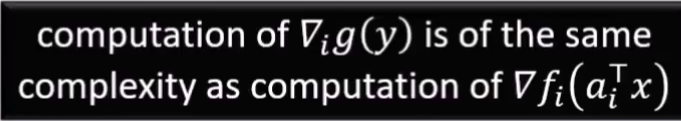 computation of ∇ᵢg(y) is of the same
complexity as computation of ∇fᵢ(aᵢᵀx)